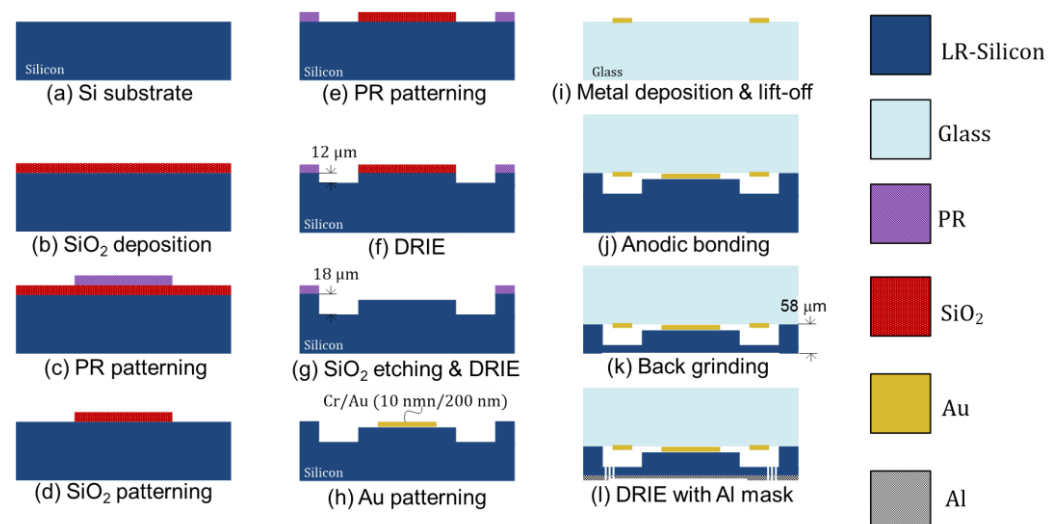 Silicon
(a) Si substrate
(b) SiO₂ deposition
(c) PR patterning
(d) SiO₂ patterning
Silicon
(e) PR patterning
12 μm
Silicon
(f) DRIE
18 μm
Silicon
(g) SiO₂ etching & DRIE
Cr/Au (10 nmn/200 nm)
Silicon
(h) Au patterning
Glass
(i) Metal deposition & lift-off
(j) Anodic bonding
58 μm
(k) Back grinding
(l) DRIE with Al mask
LR-Silicon
Glass
PR
SiO₂
Au
Al